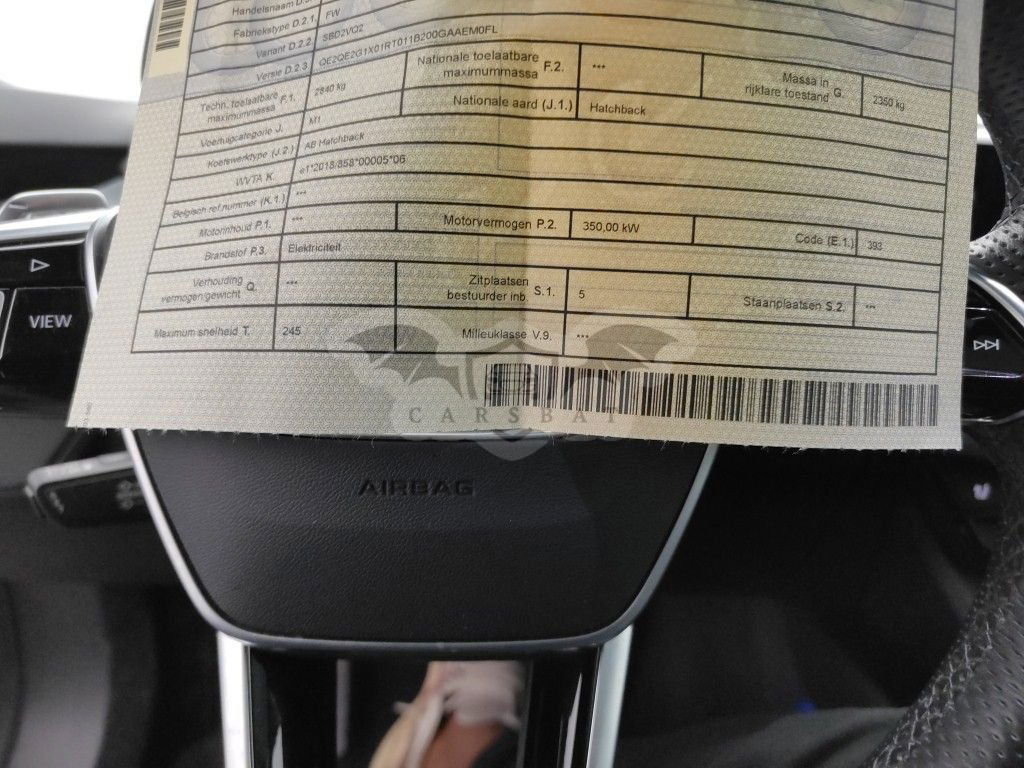 Handelsnaam D.3.
Fabriekstype D.2.1. FW
Variant D.2.2. SBD2VQ2
Versie D.2.3. QE2QE2G1X01RT011B200GAAEM0FL
Techn. toelaatbare maximummassa F.1. 2840 kg Nationale toelaatbare maximummassa F.2. *** Massa in rijklare toestand G. 2350 kg
Voertuigcategorie J. M1 Nationale aard (J.1.) Hatchback
Koetswerktype (J.2.) AB Hatchback
WVTA K. e1*2018/858*00005*06
Belgisch ref.nummer (K.1.) ***
Motorinhoud P.1. *** Motorvermogen P.2. 350,00 kW Code (E.1.) 393
Brandstof P.3. Elektriciteit
Verhouding vermogen/gewicht Q. *** Zitplaatsen bestuurder inb. S.1. 5 Staanplaatsen S.2. ---
Maximum snelheid T. 245 Milieuklasse V.9. ***
VIEW
CARSBAT
AIRBAG